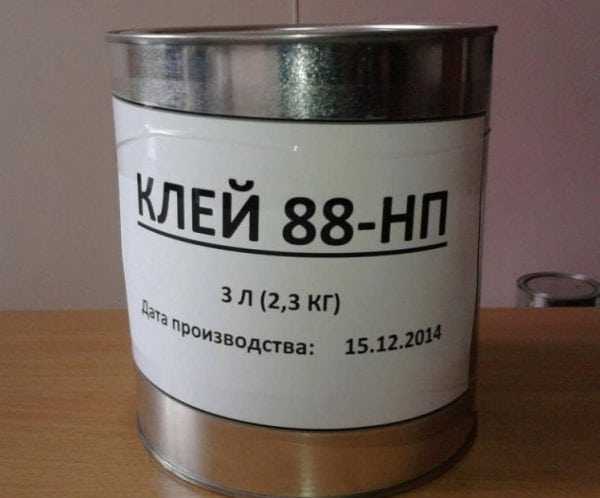 КЛЕЙ 88-НП
3 Л (2,3 КГ)
Дата производства: 15.12.2014